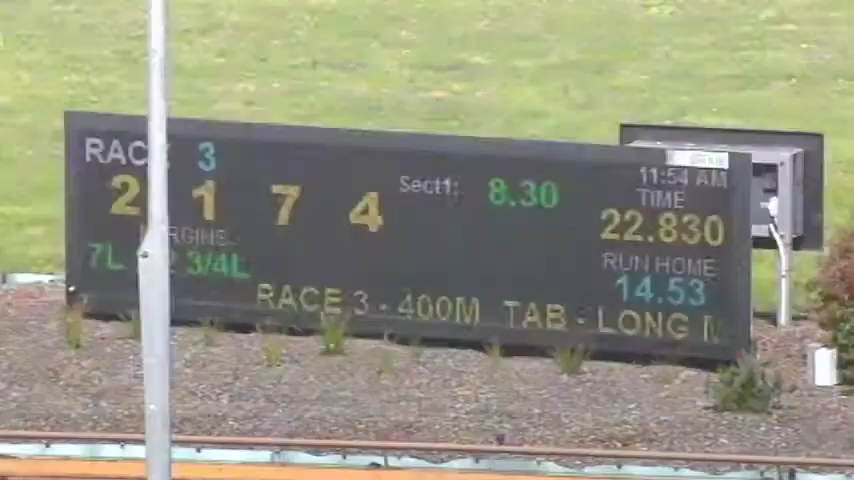 RACE 3
11:54 AM
2 1 7 4
Sect1: 8.30
TIME
22.830
MARGINS
7L 2 3/4L
RUN HOME
14.53
RACE 3 - 400M TAB - LONG